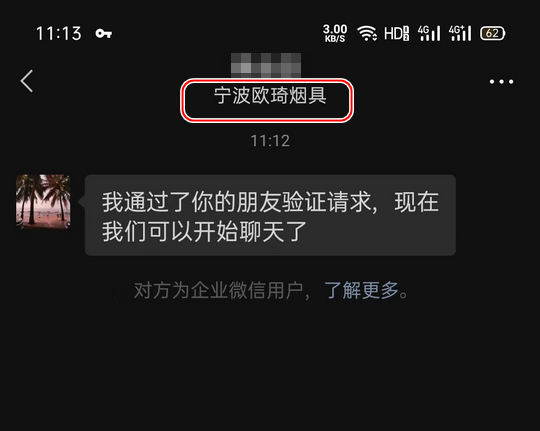 11:13 3.00 KB/S HD 4G 4G+ 62
宁波欧琦烟具
11:12
我通过了你的朋友验证请求，现在
我们可以开始聊天了
对方为企业微信用户，了解更多。